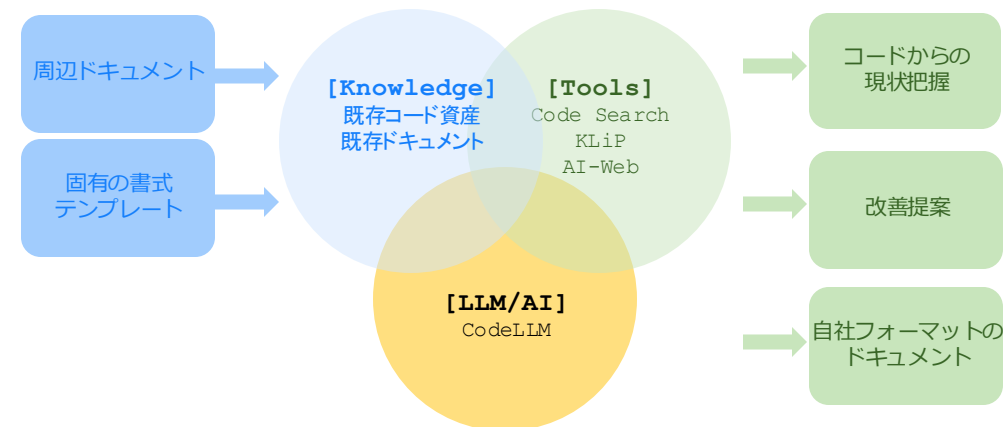 周辺ドキュメント
固有の書式
テンプレート
[Knowledge]
既存コード資産
既存ドキュメント
[Tools]
Code Search
KLiP
AI-Web
[LLM/AI]
CodeLLM
コードからの
現状把握
改善提案
自社フォーマットの
ドキュメント